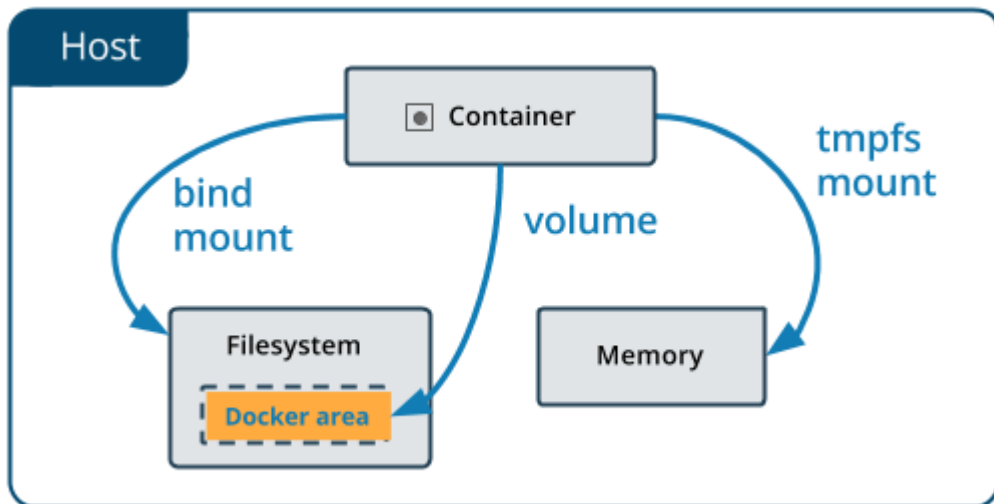 Host
Container
bind
mount
volume
tmpfs
mount
Filesystem
Docker area
Memory